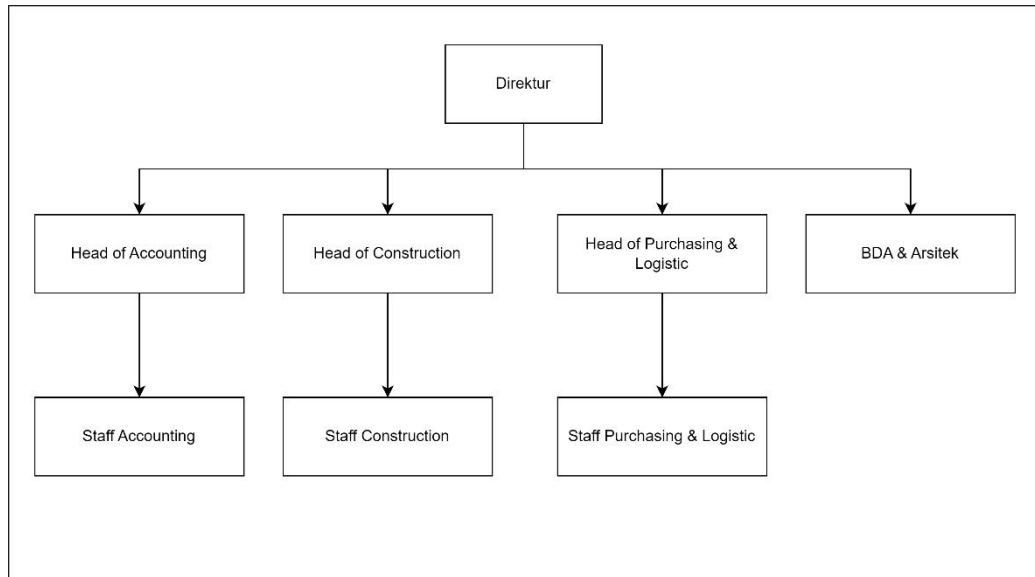 Direktur
Head of Accounting
Head of Construction
Head of Purchasing &
Logistic
BDA & Arsitek
Staff Accounting
Staff Construction
Staff Purchasing & Logistic